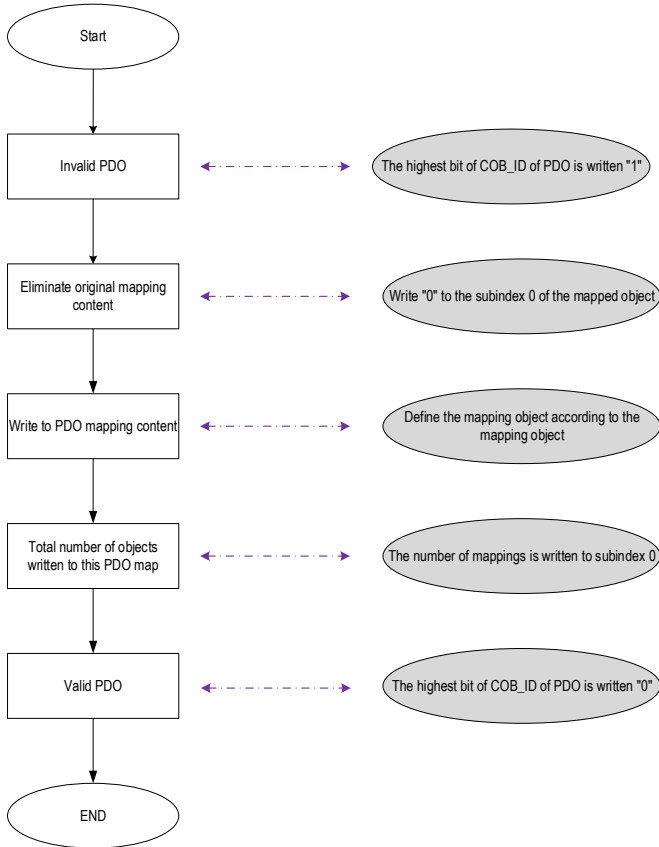 Start
Invalid PDO
The highest bit of COB_ID of PDO is written "1"
Eliminate original mapping
content
Write "0" to the subindex 0 of the mapped object
Write to PDO mapping content
Define the mapping object according to the
mapping object
Total number of objects
written to this PDO map
The number of mappings is written to subindex 0
Valid PDO
The highest bit of COB_ID of PDO is written "0"
END